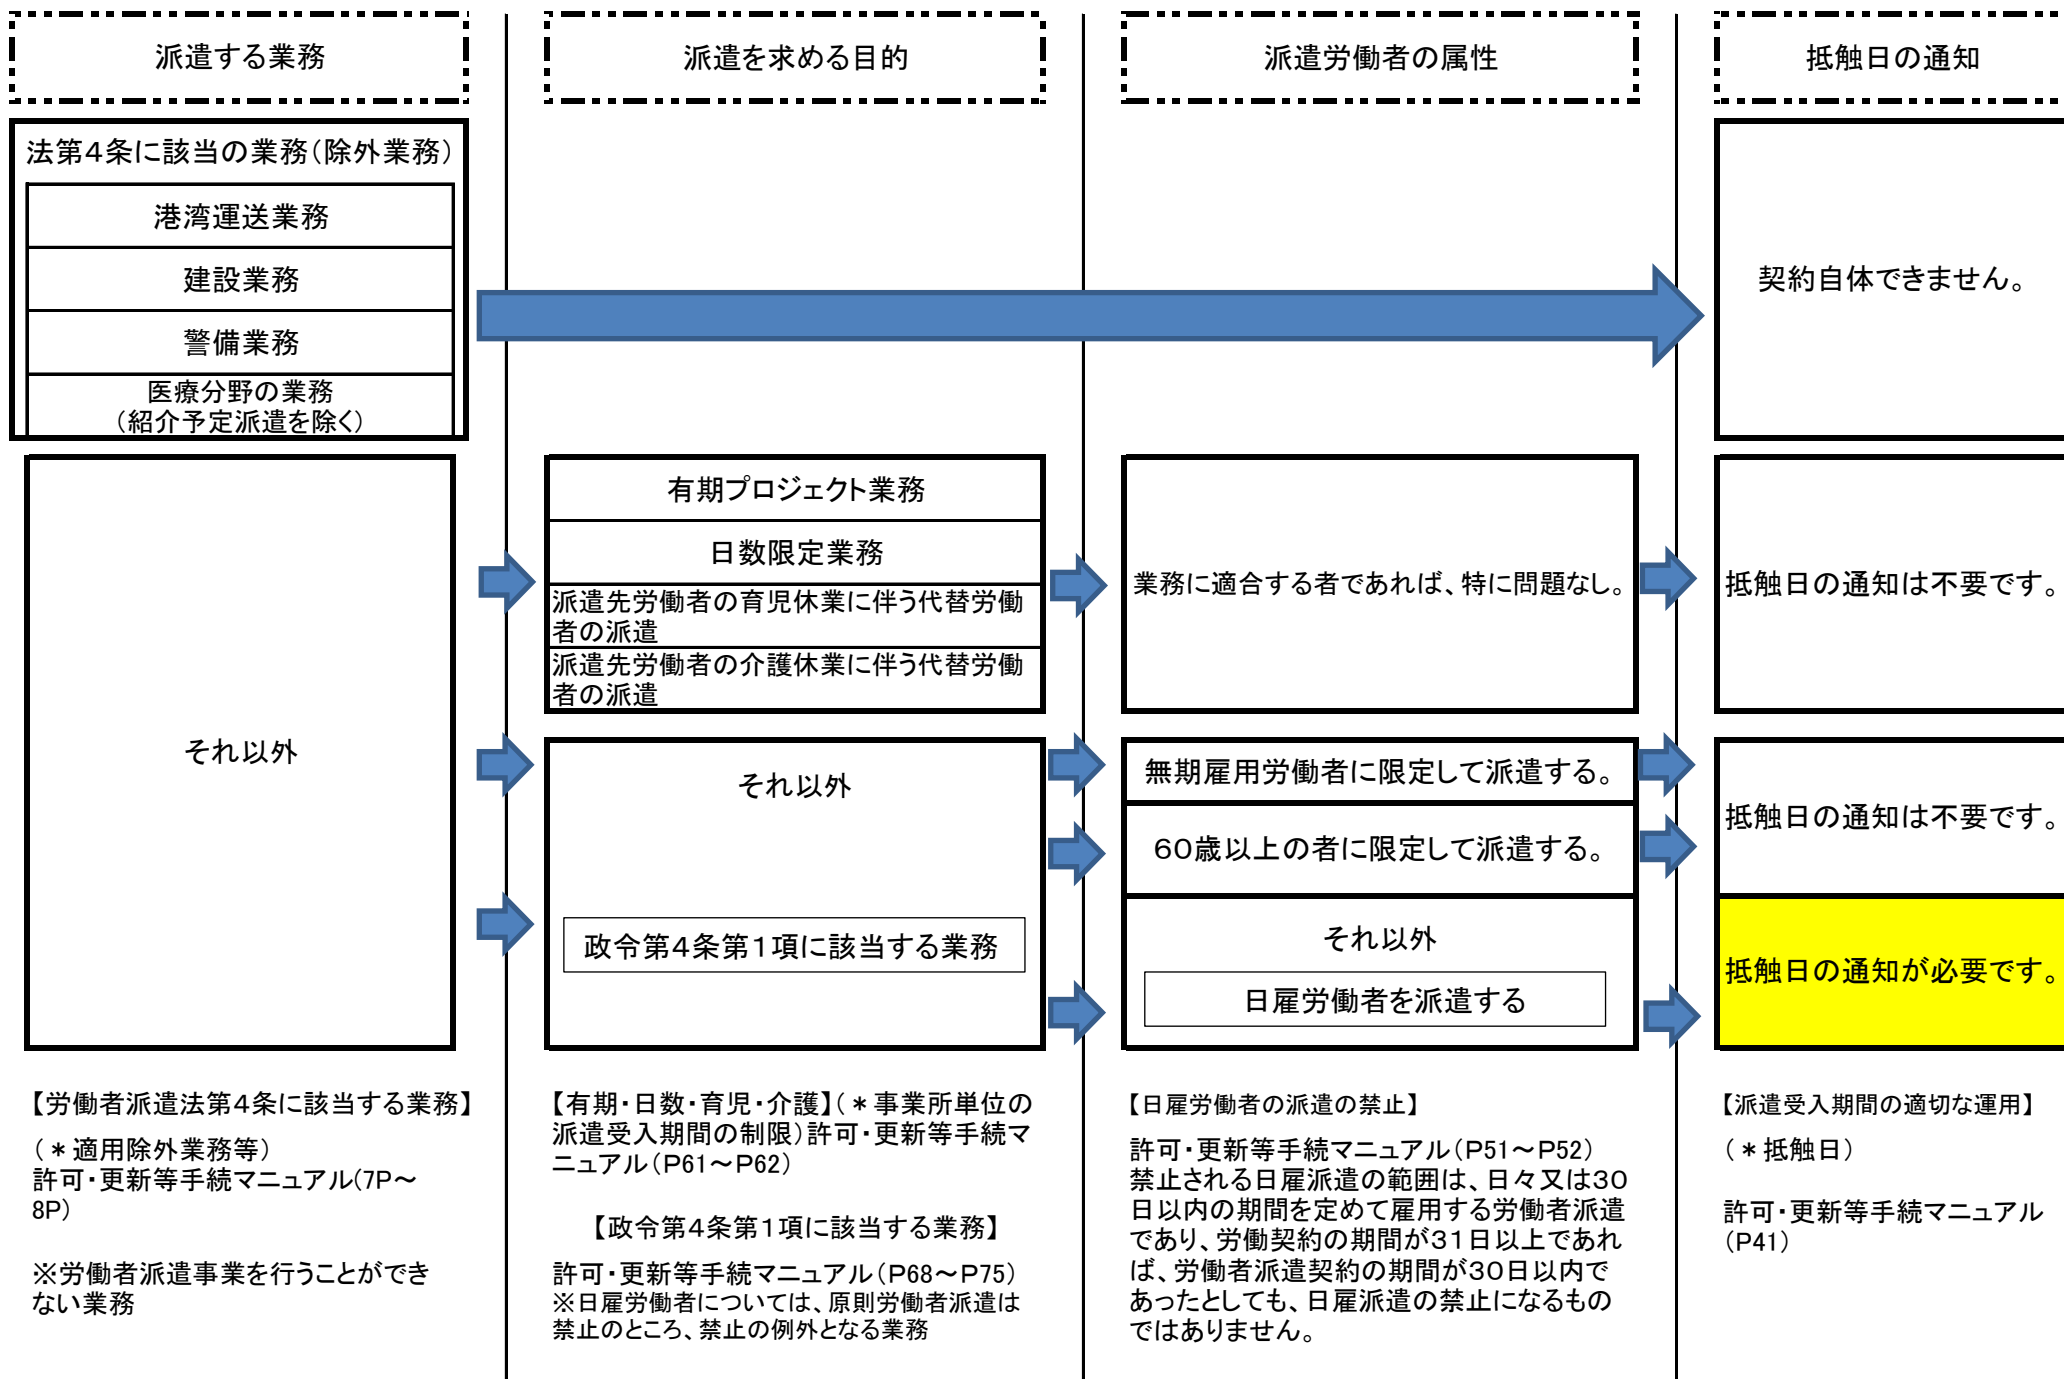 派遣する業務
派遣を求める目的
派遣労働者の属性
抵触日の通知
法第4条に該当の業務(除外業務)
港湾運送業務
建設業務
警備業務
医療分野の業務
(紹介予定派遣を除く)
契約自体できません。
それ以外
有期プロジェクト業務
日数限定業務
派遣先労働者の育児休業に伴う代替労働
者の派遣
派遣先労働者の介護休業に伴う代替労働
者の派遣
業務に適合する者であれば、特に問題なし。
抵触日の通知は不要です。
それ以外
政令第4条第1項に該当する業務
無期雇用労働者に限定して派遣する。
60歳以上の者に限定して派遣する。
それ以外
日雇労働者を派遣する
抵触日の通知は不要です。
抵触日の通知が必要です。
【労働者派遣法第4条に該当する業務】
(*適用除外業務等)
許可・更新等手続マニュアル(7P~
8P)
※労働者派遣事業を行うことができ
ない業務
【有期・日数・育児・介護】(*事業所単位の
派遣受入期間の制限)許可・更新等手続マ
ニュアル(P61~P62)
【政令第4条第1項に該当する業務】
許可・更新等手続マニュアル(P68~P75)
※日雇労働者については、原則労働者派遣は
禁止のところ、禁止の例外となる業務
【日雇労働者の派遣の禁止】
許可・更新等手続マニュアル(P51~P52)
禁止される日雇派遣の範囲は、日々又は30
日以内の期間を定めて雇用する労働者派遣
であり、労働契約の期間が31日以上であれ
ば、労働者派遣契約の期間が30日以内で
あったとしても、日雇派遣の禁止になるもの
ではありません。
【派遣受入期間の適切な運用】
(*抵触日)
許可・更新等手続マニュアル
(P41)